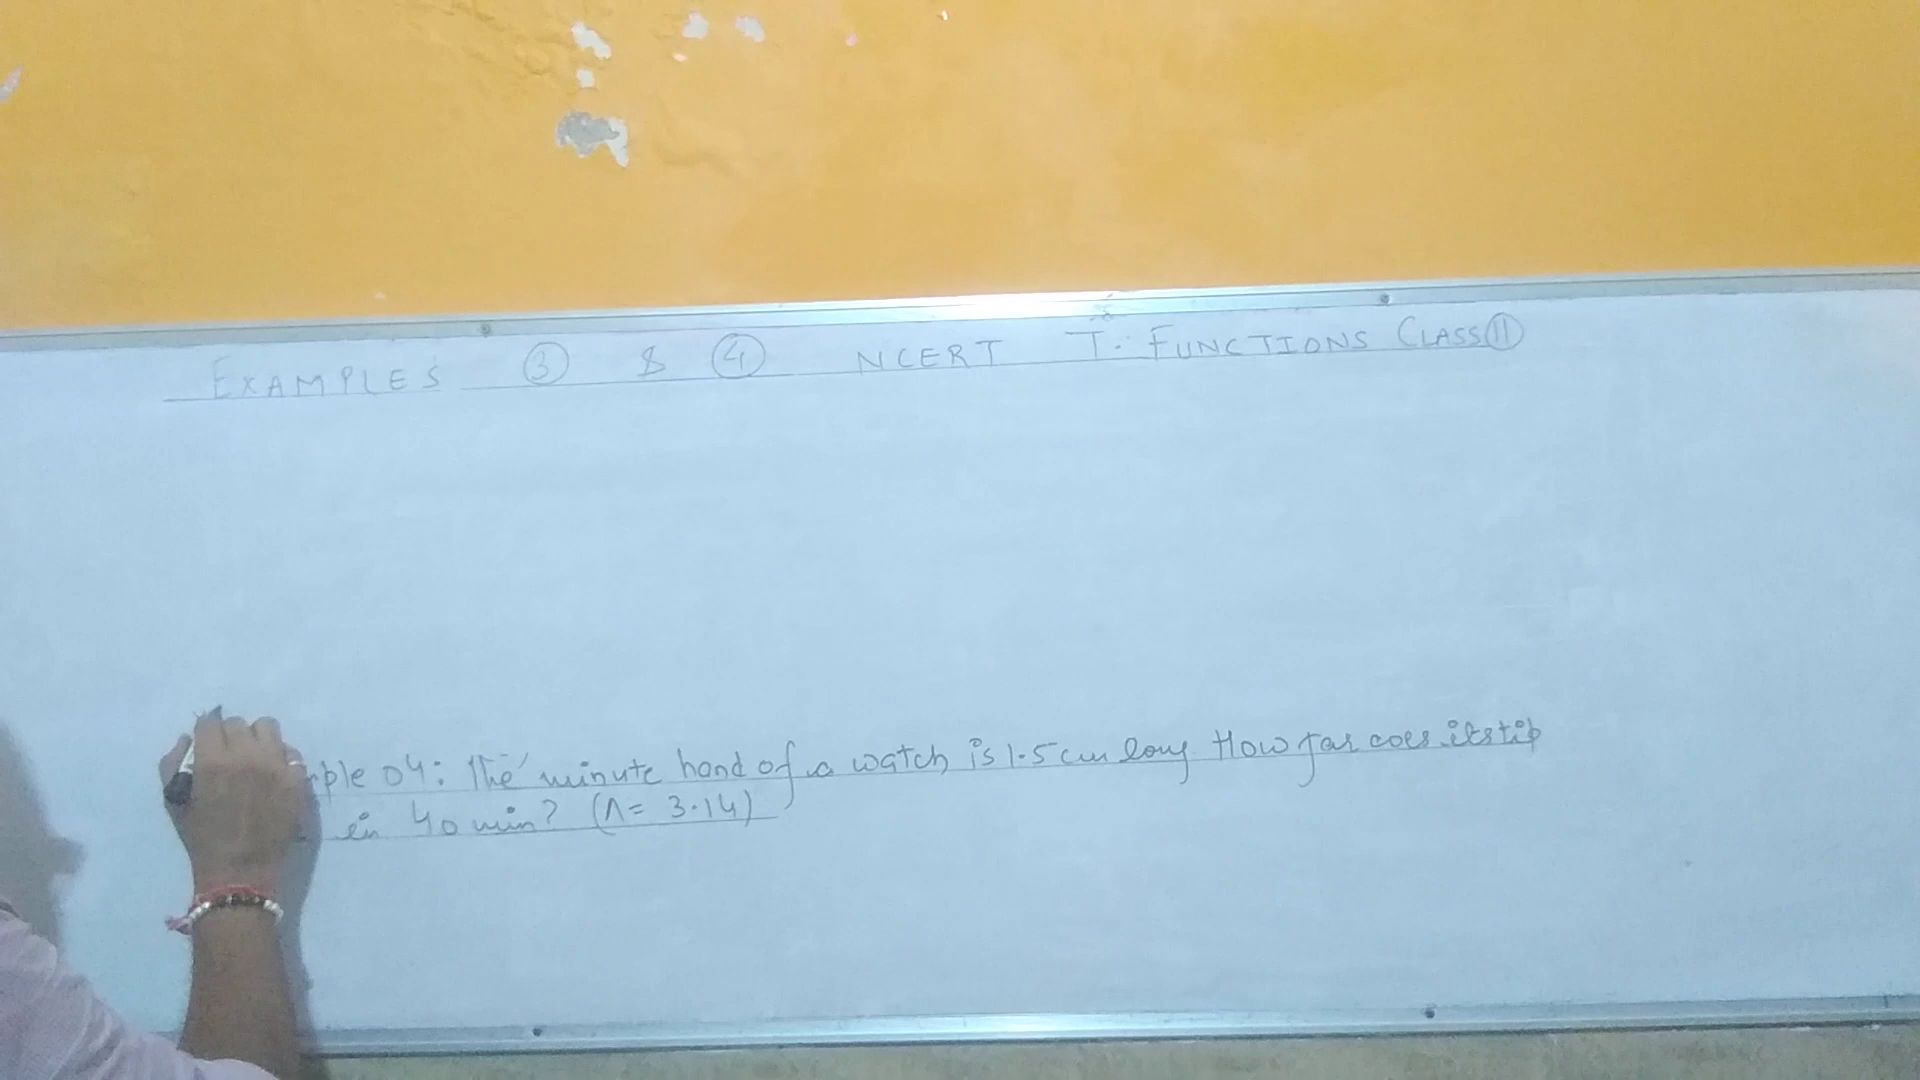 EXAMPLES ③ & ④ NCERT T. FUNCTIONS CLASS ⑪
mple 04: The minute hand of a watch is 1.5 cm long. How far does its tip
in 40 min? (π = 3.14)